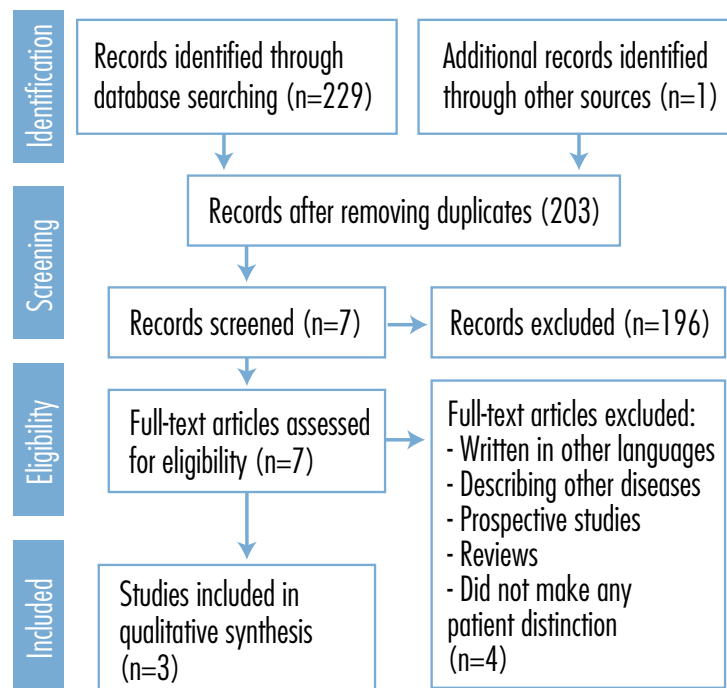 Identification
Records identified through
database searching (n=229)
Additional records identified
through other sources (n=1)
Screening
Records after removing duplicates (203)
Records screened (n=7)
Records excluded (n=196)
Eligibility
Full-text articles assessed
for eligibility (n=7)
Full-text articles excluded:
- Written in other languages
- Describing other diseases
- Prospective studies
- Reviews
- Did not make any
patient distinction
(n=4)
Included
Studies included in
qualitative synthesis
(n=3)